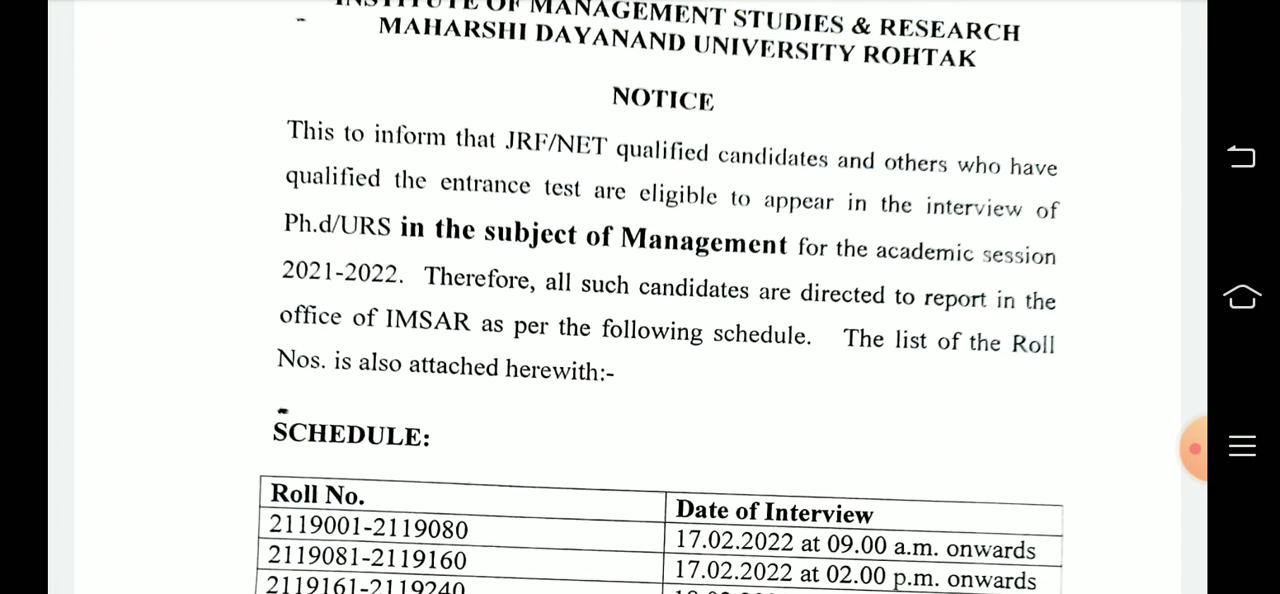 OF MANAGEMENT STUDIES & RESEARCH
MAHARSHI DAYANAND UNIVERSITY ROHTAK
NOTICE
This to inform that JRF/NET qualified candidates and others who have
qualified the entrance test are eligible to appear in the interview of
Ph.d/URS in the subject of Management for the academic session
2021-2022. Therefore, all such candidates are directed to report in the
office of IMSAR as per the following schedule. The list of the Roll
Nos. is also attached herewith:-
SCHEDULE:
Roll No. Date of Interview
2119001-2119080 17.02.2022 at 09.00 a.m. onwards
2119081-2119160 17.02.2022 at 02.00 p.m. onwards
2119161-2119240